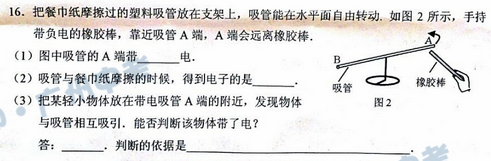 16. 把餐巾纸摩擦过的塑料吸管放在支架上，吸管能在水平面自由转动. 如图 2 所示，手持
带负电的橡胶棒，靠近吸管 A 端，A 端会远离橡胶棒.
(1) 图中吸管的 A 端带______电.
(2) 吸管与餐巾纸摩擦的时候，得到电子的是______.
(3) 把某轻小物体放在带电吸管 A 端的附近，发现物体
与吸管相互吸引. 能否判断该物体带了电？
答：______. 判断的依据是______.
A
B
吸管
橡胶棒
图 2